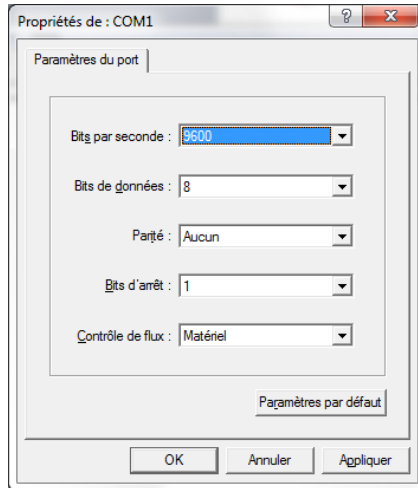 Propriétés de : COM1
Paramètres du port
Bits par seconde : 9600
Bits de données : 8
Parité : Aucun
Bits d'arrêt : 1
Contrôle de flux : Matériel
Paramètres par défaut
OK Annuler Appliquer